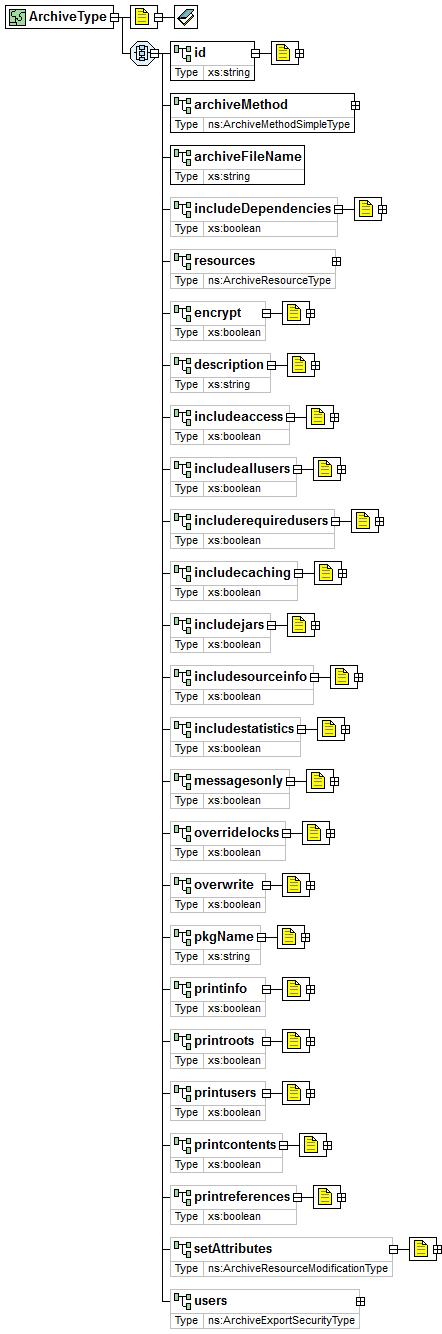 ArchiveType
id
Type xs:string
archiveMethod
Type ns:ArchiveMethodSimpleType
archiveFileName
Type xs:string
includeDependencies
Type xs:boolean
resources
Type ns:ArchiveResourceType
encrypt
Type xs:boolean
description
Type xs:string
includeaccess
Type xs:boolean
includeallusers
Type xs:boolean
includerequiredusers
Type xs:boolean
includecaching
Type xs:boolean
includejars
Type xs:boolean
includesourceinfo
Type xs:boolean
includestatistics
Type xs:boolean
messagesonly
Type xs:boolean
overridelocks
Type xs:boolean
overwrite
Type xs:boolean
pkgName
Type xs:string
printinfo
Type xs:boolean
printroots
Type xs:boolean
printusers
Type xs:boolean
printcontents
Type xs:boolean
printreferences
Type xs:boolean
setAttributes
Type ns:ArchiveResourceModificationType
users
Type ns:ArchiveExportSecurityType